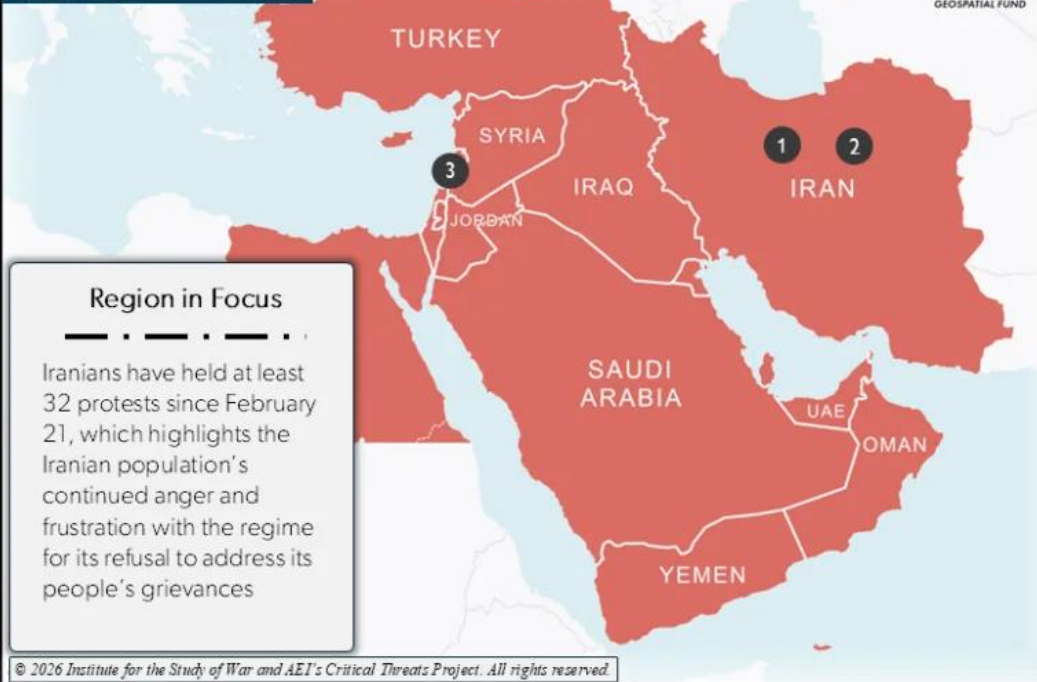 GEOSPATIAL FUND
TURKEY
SYRIA
1
2
3
IRAQ
IRAN
JORDAN
Region in Focus
Iranians have held at least
32 protests since February
21, which highlights the
Iranian population's
continued anger and
frustration with the regime
for its refusal to address its
people's grievances
SAUDI
ARABIA
UAE
OMAN
YEMEN
© 2026 Institute for the Study of War and AEI's Critical Threats Project. All rights reserved.